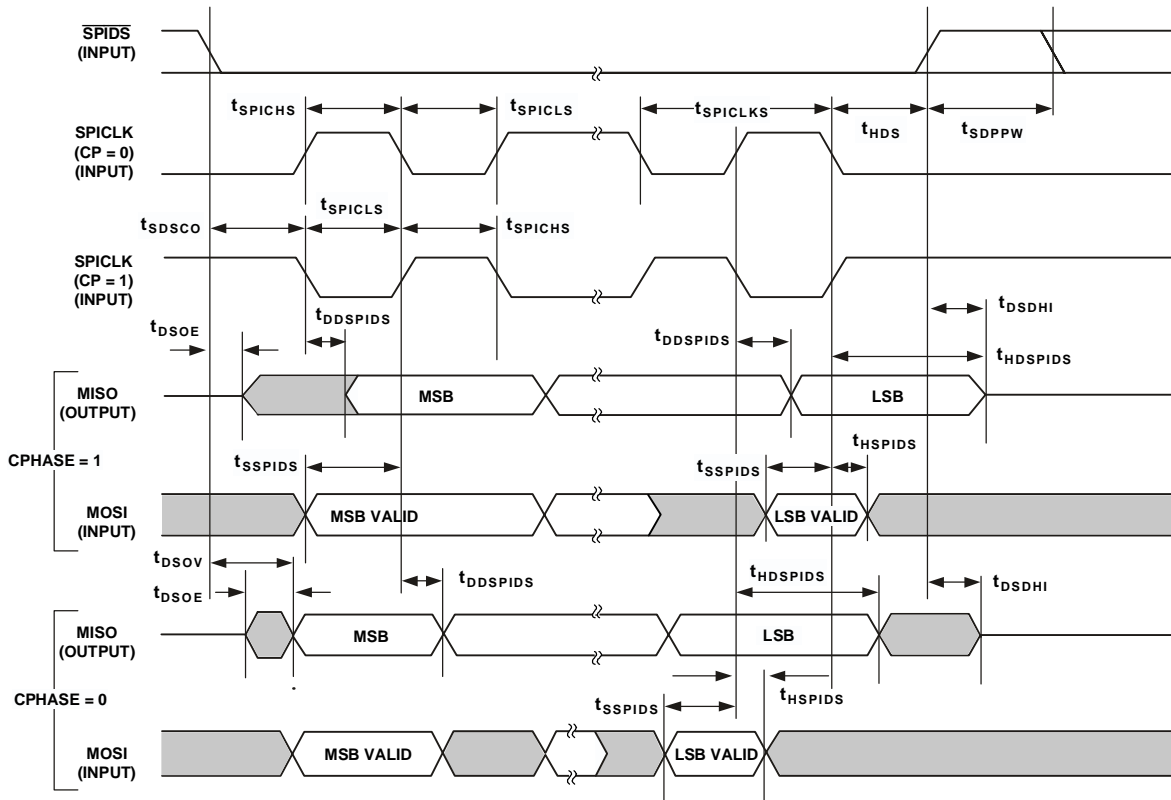 SPIDS
(INPUT)
tSPICHS
tSPICLS
tSPICLKS
tHDS
tSDPPW
SPICLK
(CP = 0)
(INPUT)
tSDSCO
tSPICLS
tSPICHS
SPICLK
(CP = 1)
(INPUT)
tDSOE
tDDSPIDS
tDDSPIDS
tDSDHI
tHDSPIDS
MISO
(OUTPUT)
MSB
LSB
CPHASE = 1
tSSPIDS
tSSPIDS
tHSPIDS
MOSI
(INPUT)
MSB VALID
LSB VALID
tDSOV
tDSOE
tDDSPIDS
tHDSPIDS
tDSDHI
MISO
(OUTPUT)
MSB
LSB
CPHASE = 0
tSSPIDS
tHSPIDS
MOSI
(INPUT)
MSB VALID
LSB VALID